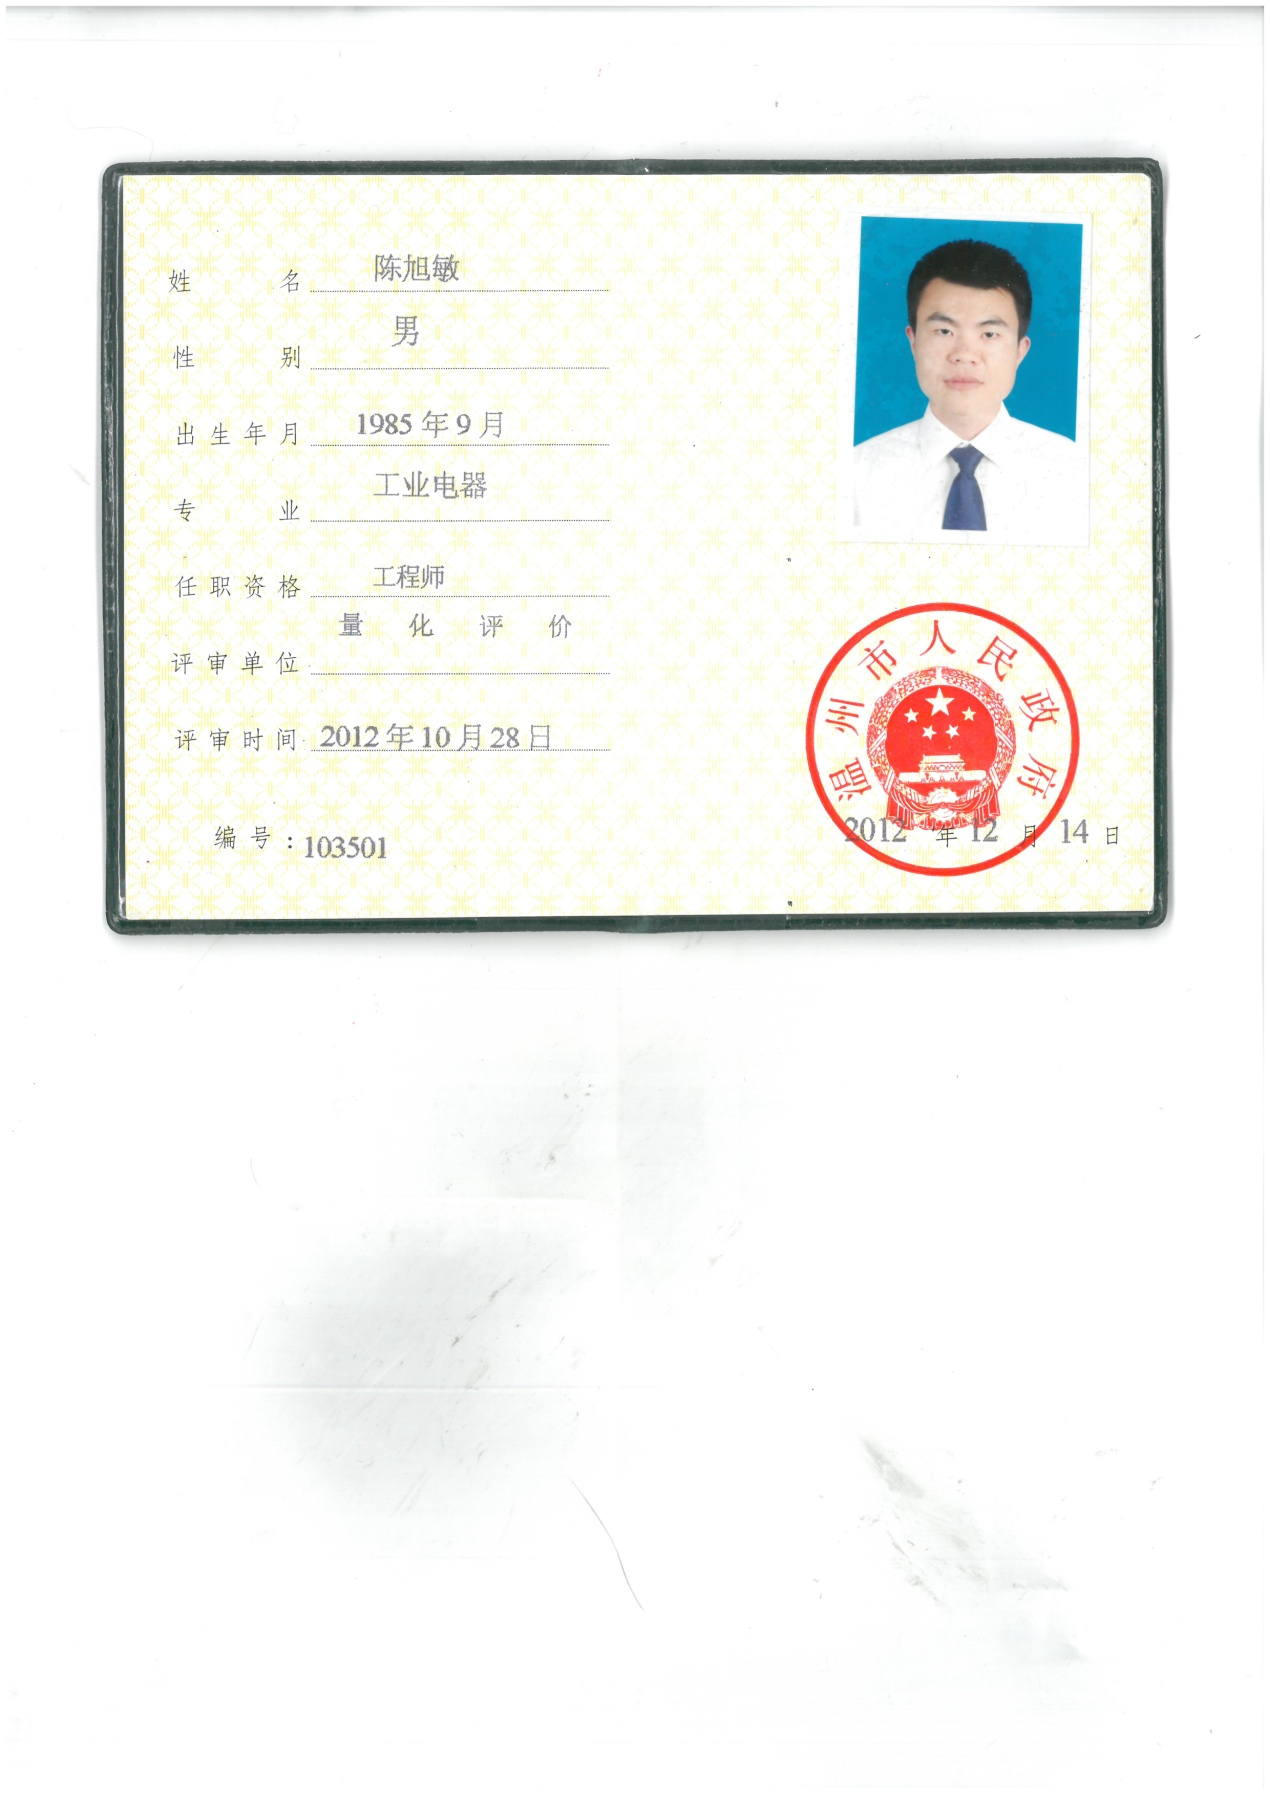 姓名 陈旭敏
性别 男
出生年月 1985年9月
专业 工业电器
任职资格 工程师
量化评价
评审单位
评审时间 2012年10月28日
编号：103501
温州市人民政府
2012年12月14日